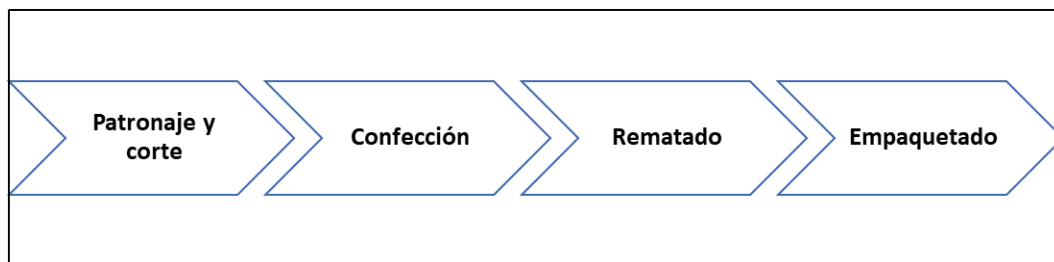 Patronaje y
corte
Confección
Rematado
Empaquetado